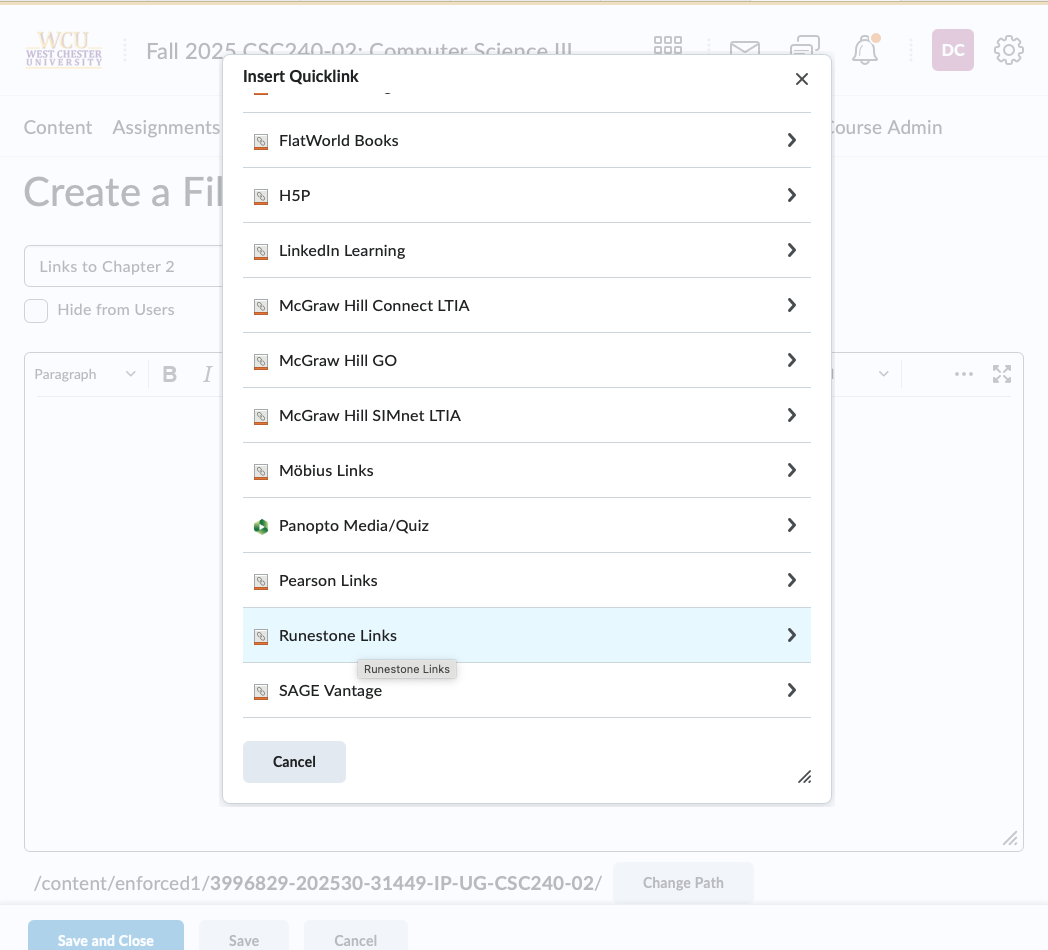 WCU
WEST CHESTER
UNIVERSITY
Fall 2025 CSC240-02: Computer Science III
DC
Insert Quicklink
Content Assignments
Course Admin
FlatWorld Books
Create a Fil
H5P
LinkedIn Learning
Links to Chapter 2
Hide from Users
McGraw Hill Connect LTIA
McGraw Hill GO
Paragraph
B I
McGraw Hill SIMnet LTIA
Möbius Links
Panopto Media/Quiz
Pearson Links
Runestone Links
Runestone Links
SAGE Vantage
Cancel
/content/enforced1/3996829-202530-31449-IP-UG-CSC240-02/
Change Path
Save and Close
Save
Cancel